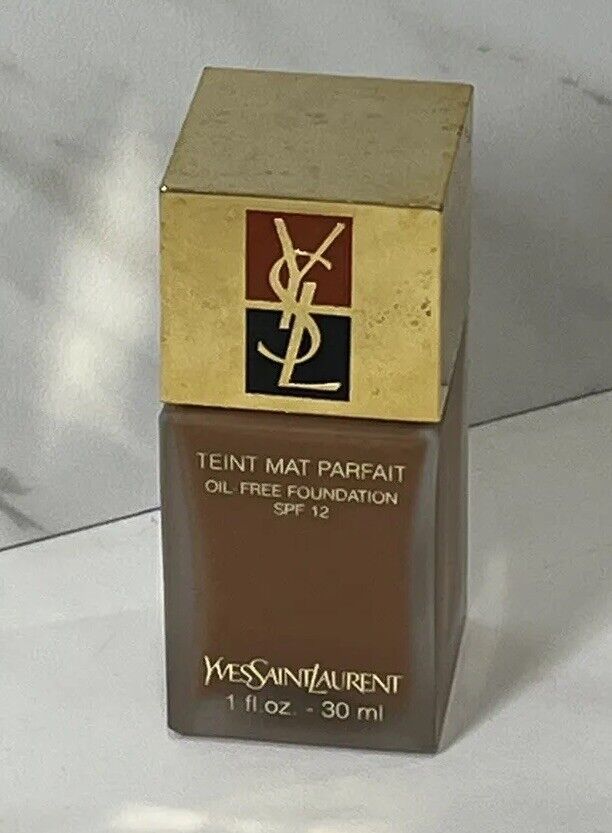 YSL
TEINT MAT PARFAIT
OIL-FREE FOUNDATION
SPF 12
YVESSAINTLAURENT
1 fl.oz. - 30 ml